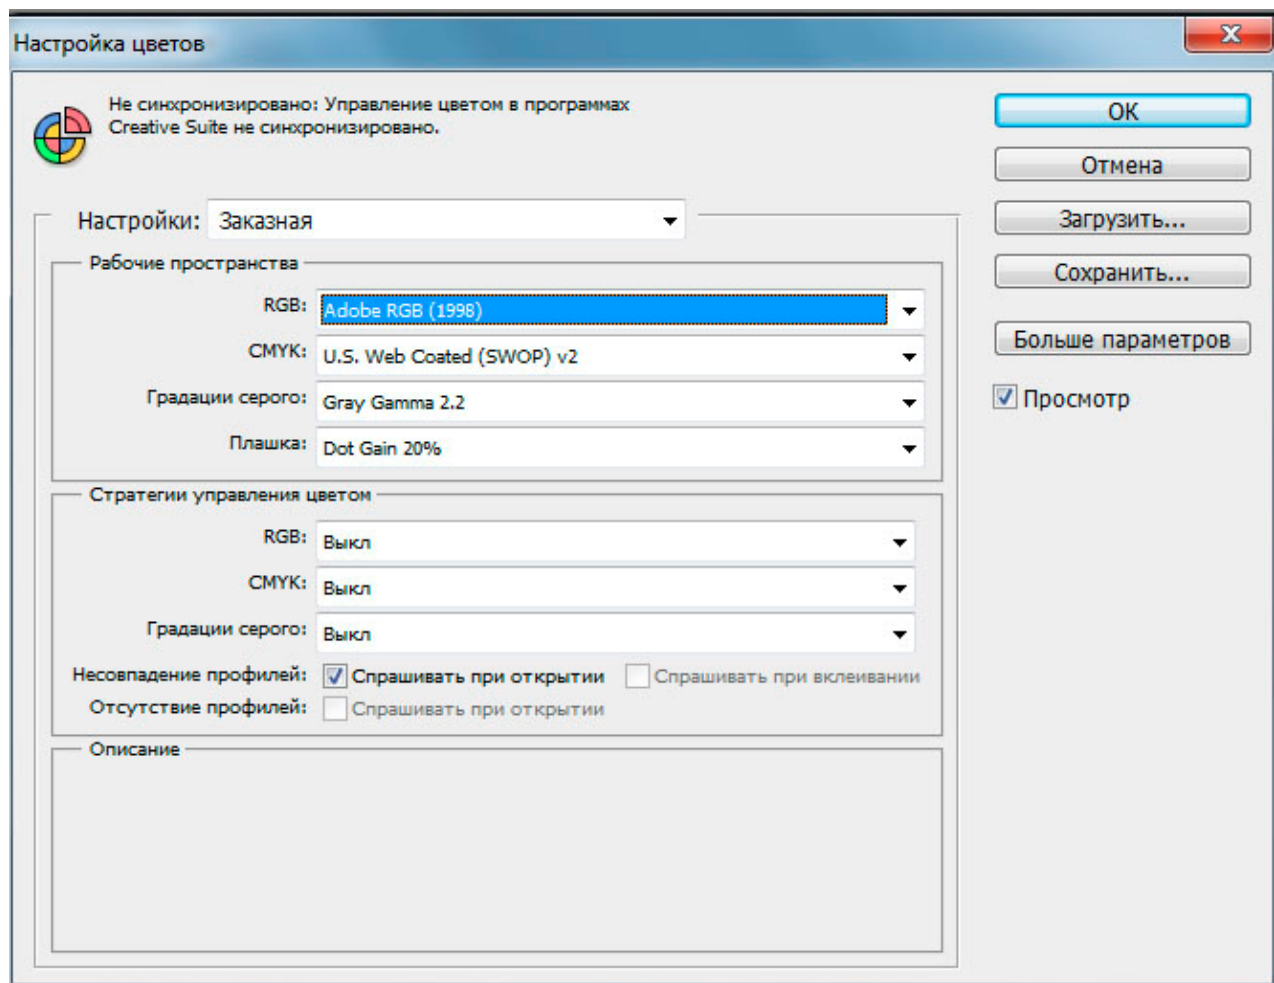 Настройка цветов
Не синхронизировано: Управление цветом в программах
Creative Suite не синхронизировано.
OK
Отмена
Загрузить...
Сохранить...
Больше параметров
Просмотр
Настройки: Заказная
Рабочие пространства
RGB: Adobe RGB (1998)
CMYK: U.S. Web Coated (SWOP) v2
Градации серого: Gray Gamma 2.2
Плашка: Dot Gain 20%
Стратегии управления цветом
RGB: Выкл
CMYK: Выкл
Градации серого: Выкл
Несовпадение профилей: Спрашивать при открытии Спрашивать при вклеивании
Отсутствие профилей: Спрашивать при открытии
Описание